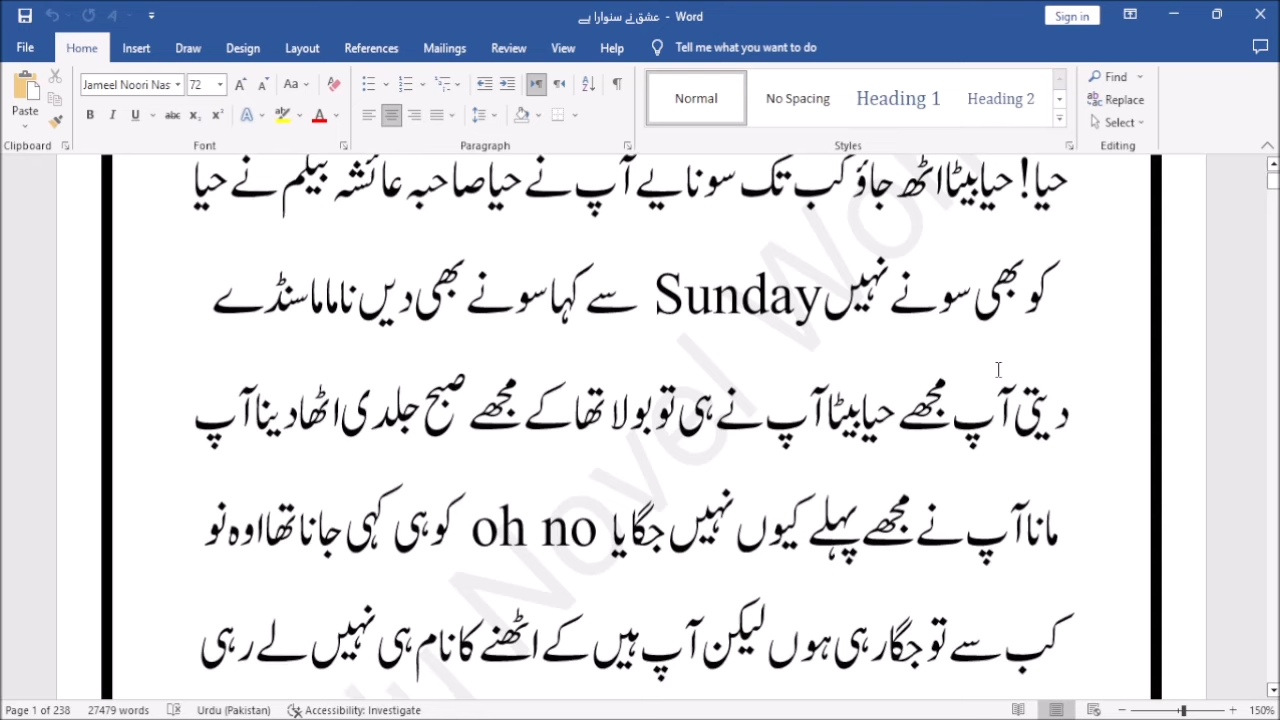 عشق نے سنوارا ہے - Word
Sign in
File Home Insert Draw Design Layout References Mailings Review View Help Tell me what you want to do
Paste
Jameel Noori Nas 72
Normal
No Spacing
Heading 1
Heading 2
Find
Replace
Select
Clipboard Font Paragraph Styles Editing
حیا! حیا بیٹا اٹھ جاؤ کب تک سونا ہے آپ نے حیا صاحبہ عائشہ بیلم نے حیا
کو بھی سونے نہیں Sunday سے کہا سونے بھی دیں نا ماما سنڈے
دیتی آپ مجھے حیا بیٹا آپ نے ہی تو بولا تھا کے مجھے صبح جلدی اٹھا دینا آپ
مانا آپ نے مجھے پہلے کیوں نہیں جگایا oh no کو ہی کہی جانا تھا اوہ نو
کب سے تو جگا رہی ہوں لیکن آپ ہیں کے اٹھنے کا نام ہی نہیں لے رہی
Novel Wo
Page 1 of 238 27479 words Urdu (Pakistan) Accessibility: Investigate 150%